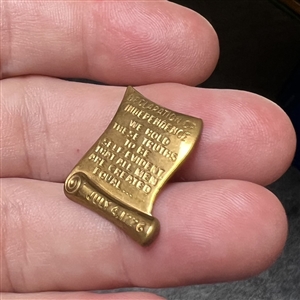 DECLARATION OF
INDEPENDENCE
WE HOLD
THESE TRUTHS
TO BE
SELF EVIDENT
THAT ALL MEN
ARE CREATED
EQUAL
JULY 4, 1776